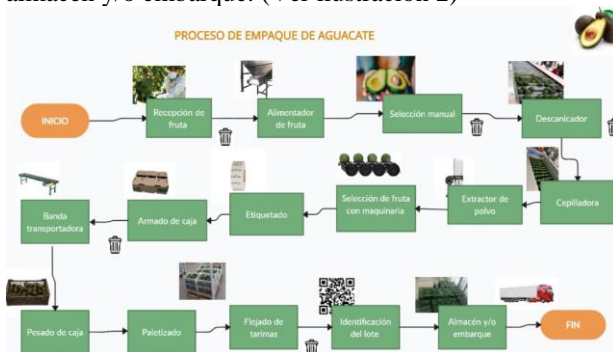 almacén y/o embarque. (Ver ilustración 2)
PROCESO DE EMPAQUE DE AGUACATE
INICIO
Recepción de
fruta
Alimentador
de fruta
Selección manual
Descanicador
Cepilladora
Extractor de
polvo
Selección de fruta
con maquinaria
Etiquetado
Armado de caja
Banda
transportadora
Pesado de caja
Paletizado
Flejado de
tarimas
Identificación
del lote
Almacén y/o
embarque
FIN